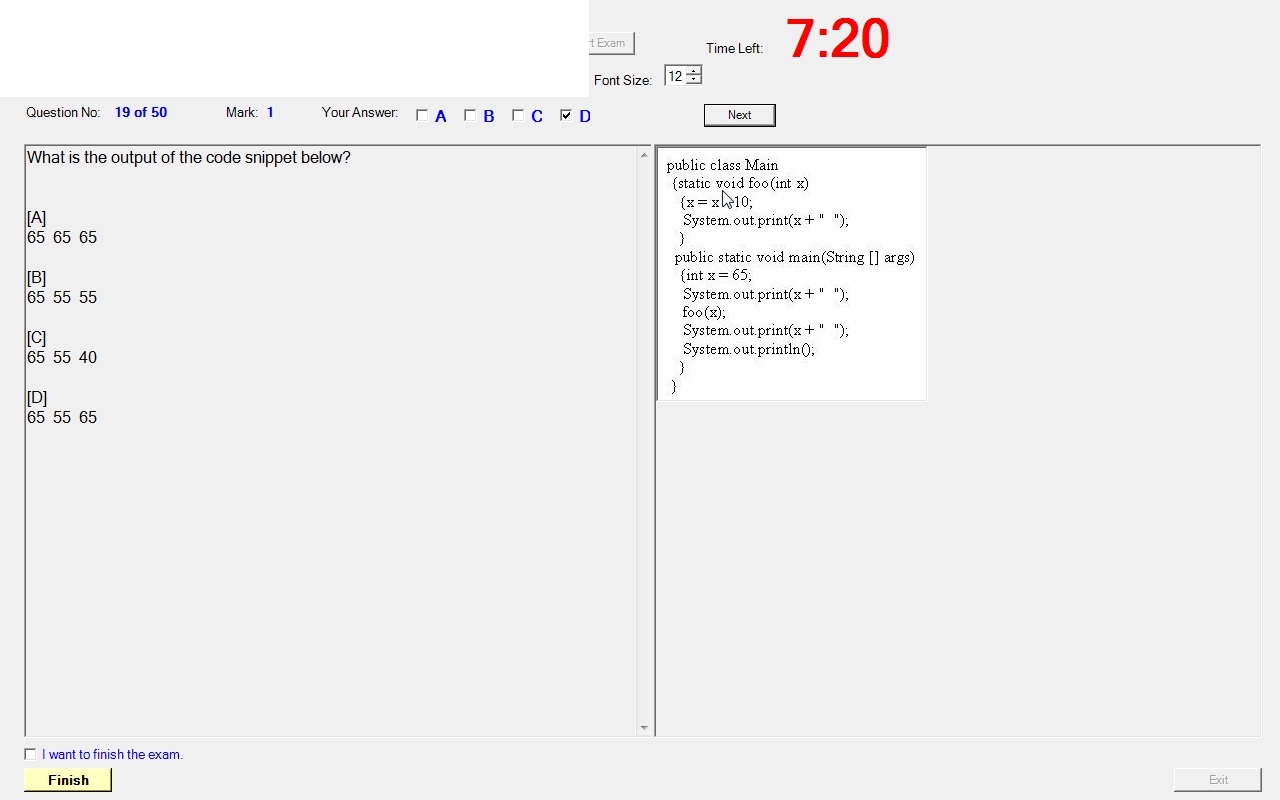 t Exam
Time Left: 7:20
Font Size: 12
Question No: 19 of 50 Mark: 1 Your Answer: A B C D Next
What is the output of the code snippet below?
[A]
65 65 65
[B]
65 55 55
[C]
65 55 40
[D]
65 55 65
public class Main
{static void foo(int x)
{x = x 10;
System.out.print(x + " ");
}
public static void main(String [] args)
{int x = 65;
System.out.print(x + " ");
foo(x);
System.out.print(x + " ");
System.out.println();
}
}
I want to finish the exam.
Finish
Exit